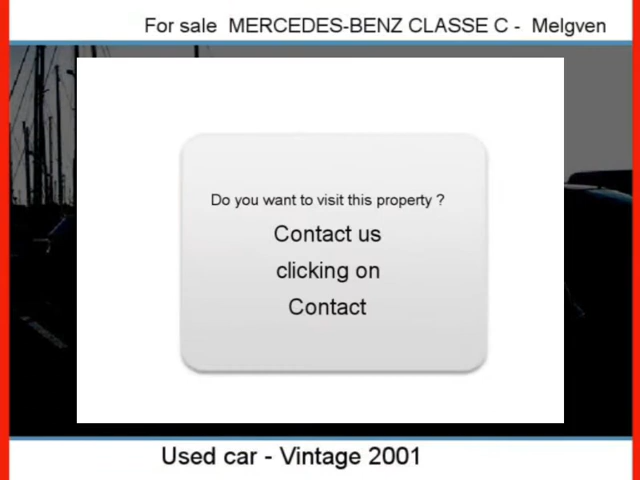 For sale MERCEDES-BENZ CLASSE C - Melgven
Do you want to visit this property ?
Contact us
clicking on
Contact
Used car - Vintage 2001